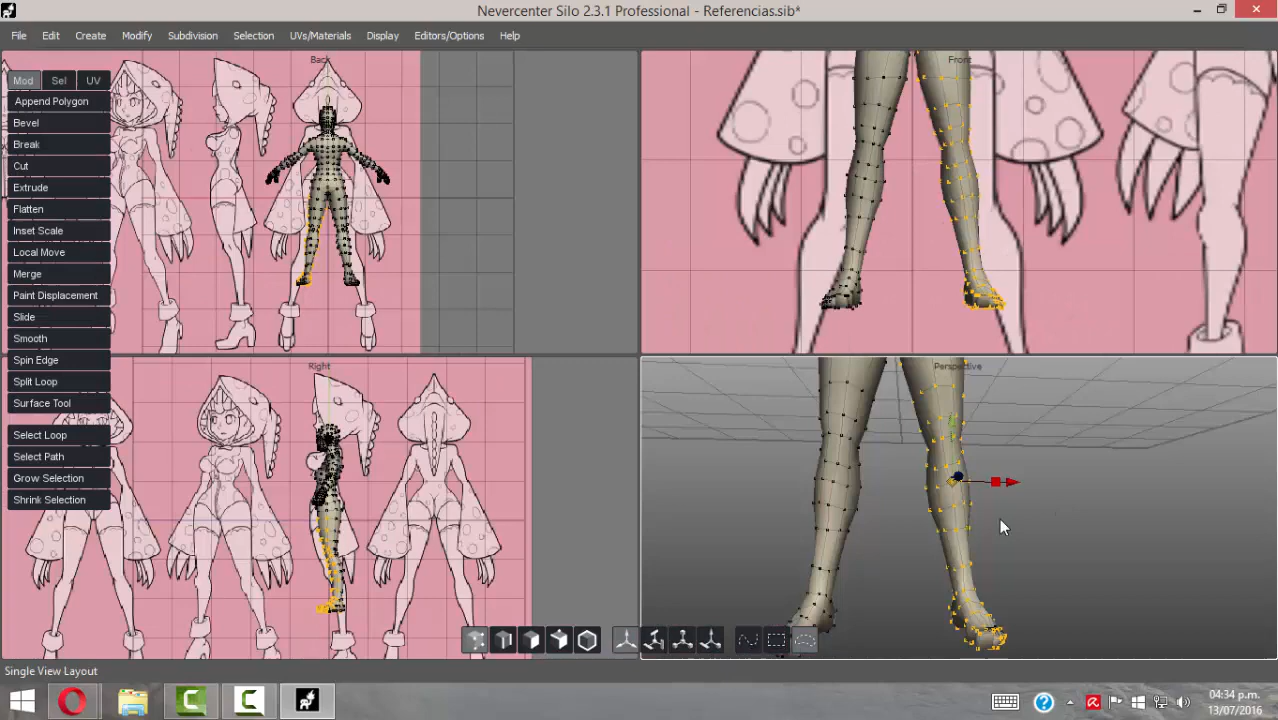 Nevercenter Silo 2.3.1 Professional - Referencias.sib*
File Edit Create Modify Subdivision Selection UVs/Materials Display Editors/Options Help
Back
Front
Mod Sel UV
Append Polygon
Bevel
Break
Cut
Extrude
Flatten
Inset Scale
Local Move
Merge
Paint Displacement
Slide
Smooth
Spin Edge
Split Loop
Surface Tool
Select Loop
Select Path
Grow Selection
Shrink Selection
Right
Perspective
Single View Layout
04:34 p.m.
13/07/2016